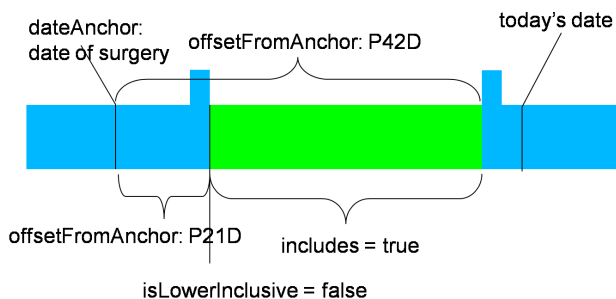 dateAnchor:
date of surgery
offsetFromAnchor: P42D
today's date
offsetFromAnchor: P21D
includes = true
isLowerInclusive = false